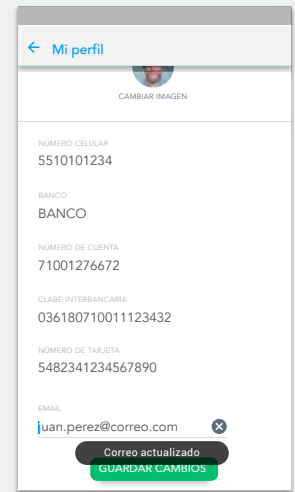 Mi perfil
CAMBIAR IMAGEN
NÚMERO CELULAR
5510101234
BANCO
BANCO
NÚMERO DE CUENTA
71001276672
CLABE INTERBANCARIA
036180710011123432
NÚMERO DE TARJETA
5482341234567890
EMAIL
juan.perez@correo.com
Correo actualizado
GUARDAR CAMBIOS